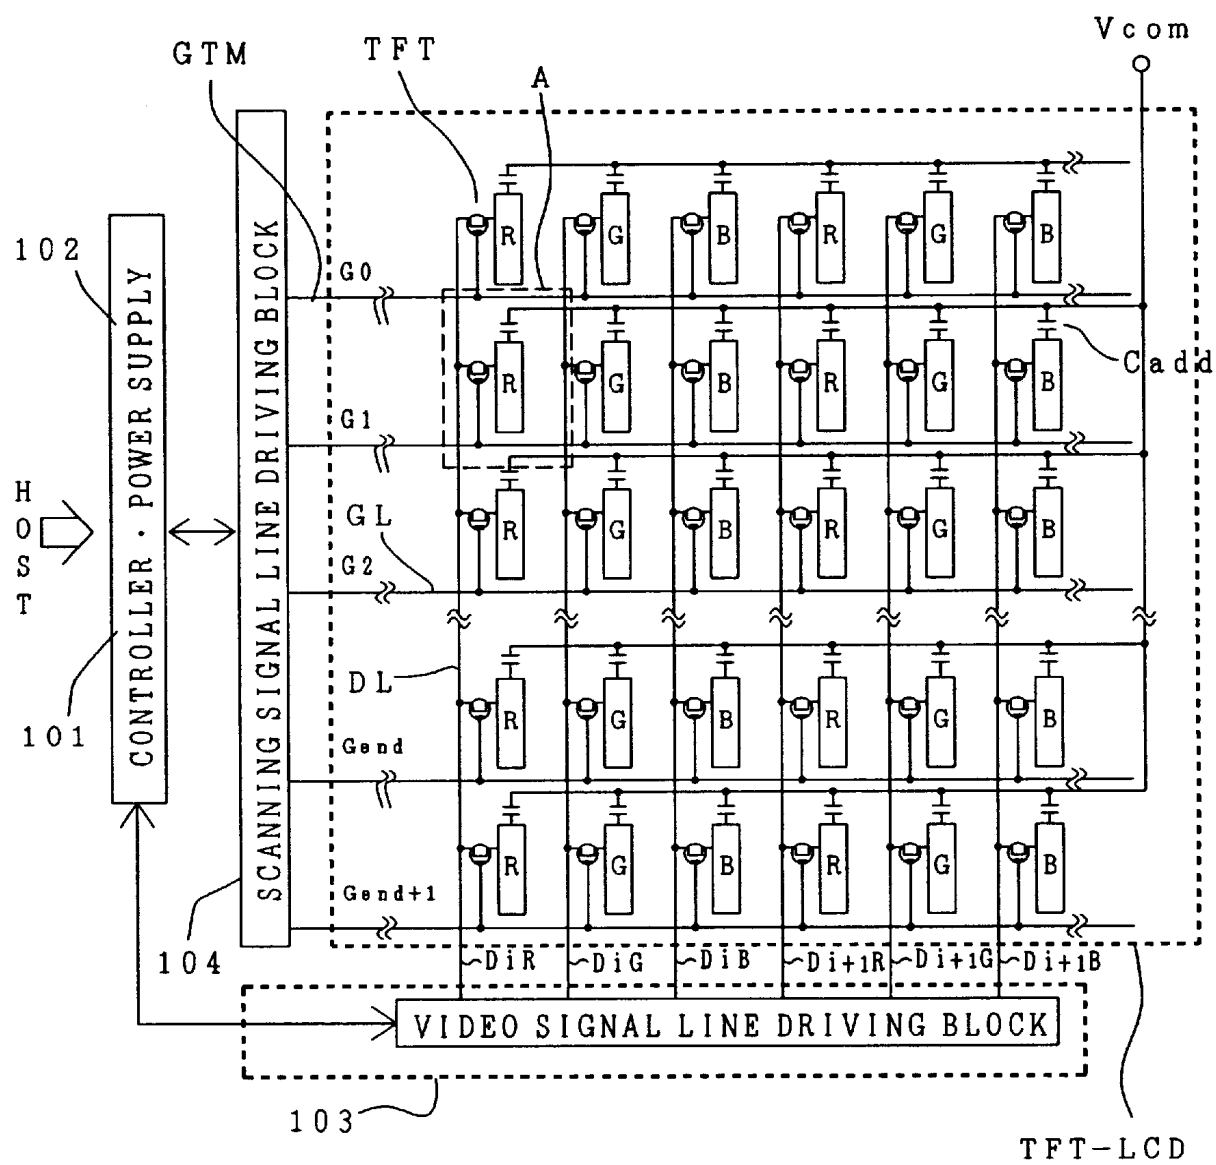 Vcom
GTM
TFT
A
102
G0
R G B R G B
Cadd
G1
R G B R G B
HOST
GL
G2
R G B R G B
CONTROLLER · POWER SUPPLY
SCANNING SIGNAL LINE DRIVING BLOCK
DL
101
Gend
R G B R G B
Gend+1
R G B R G B
104
DiR DiG DiB Di+1R Di+1G Di+1B
VIDEO SIGNAL LINE DRIVING BLOCK
103
TFT-LCD